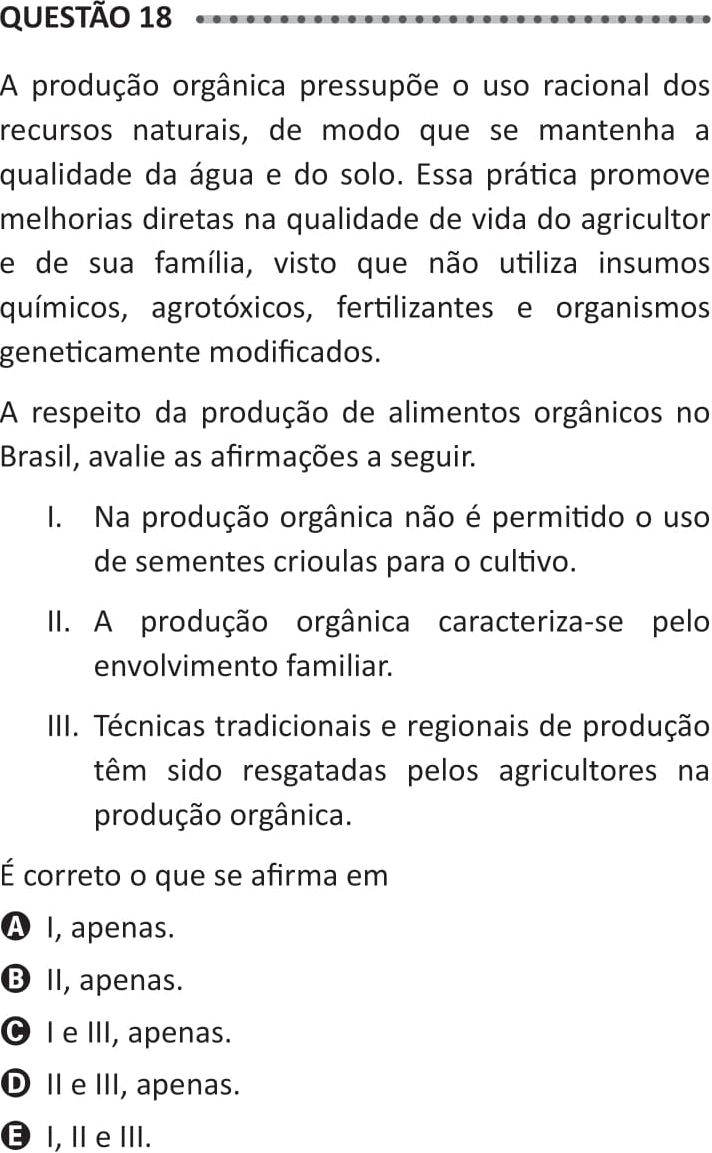 QUESTÃO 18
A produção orgânica pressupõe o uso racional dos
recursos naturais, de modo que se mantenha a
qualidade da água e do solo. Essa prática promove
melhorias diretas na qualidade de vida do agricultor
e de sua família, visto que não utiliza insumos
químicos, agrotóxicos, fertilizantes e organismos
geneticamente modificados.
A respeito da produção de alimentos orgânicos no
Brasil, avalie as afirmações a seguir.
I. Na produção orgânica não é permitido o uso
de sementes crioulas para o cultivo.
II. A produção orgânica caracteriza-se pelo
envolvimento familiar.
III. Técnicas tradicionais e regionais de produção
têm sido resgatadas pelos agricultores na
produção orgânica.
É correto o que se afirma em
A I, apenas.
B II, apenas.
C I e III, apenas.
D II e III, apenas.
E I, II e III.